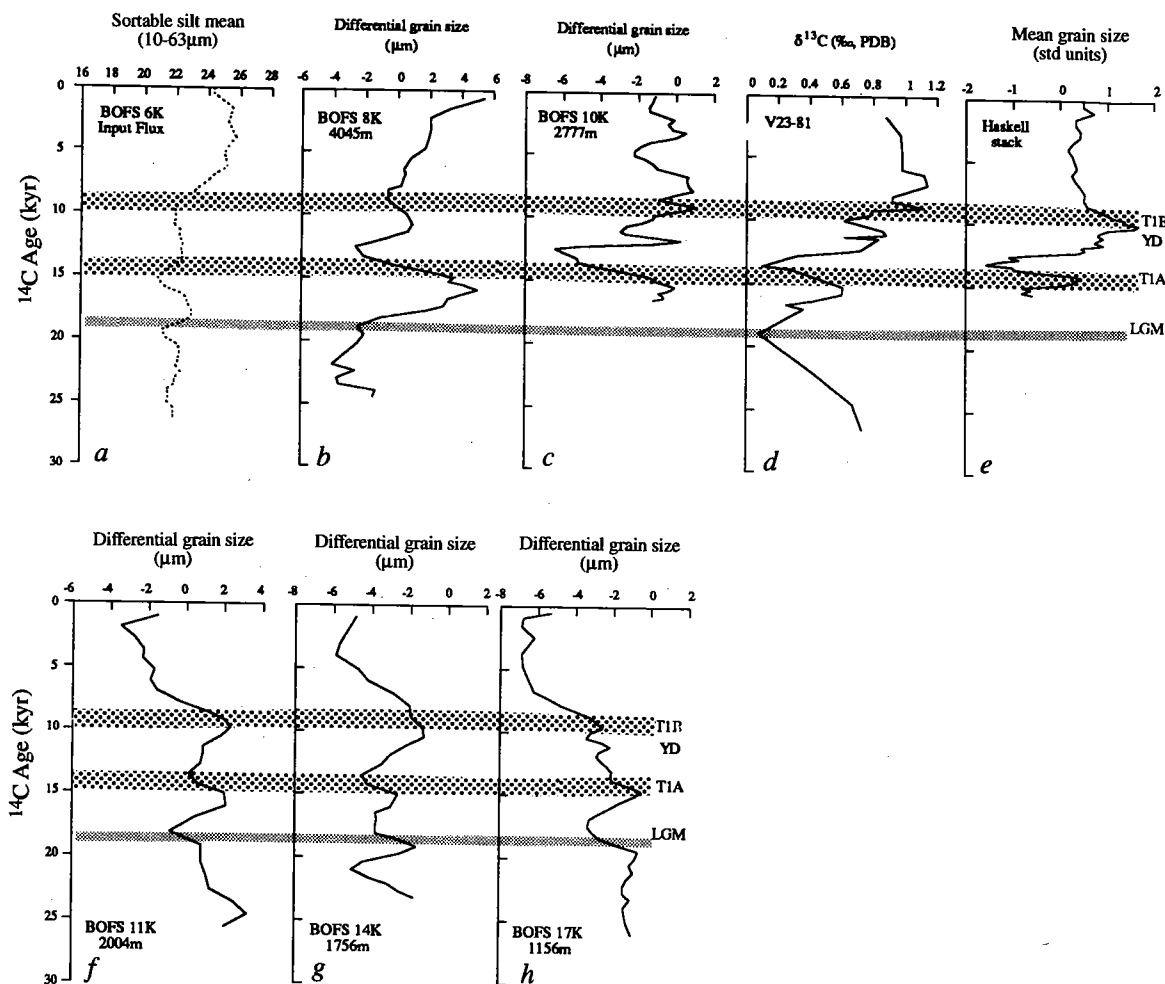 Sortable silt mean
(10-63μm)
16 18 20 22 24 26 28
Differential grain size
(μm)
-8 -6 -4 -2 0 2 4 6
Differential grain size
(μm)
-8 -6 -4 -2 0 2
δ13C (‰, PDB)
0 0.2 0.4 0.6 0.8 1 1.2
Mean grain size
(std units)
-2 -1 0 1 2
14C Age (kyr)
0
5
10
15
20
25
30
BOFS 6K
Input Flux
BOFS 8K
4045m
BOFS 10K
2777m
V23-81
Haskell
stack
YD
T1A
LGM
a
b
c
d
e
Differential grain size
(μm)
-6 -4 -2 0 2 4
Differential grain size
(μm)
-8 -6 -4 -2 0 2
Differential grain size
(μm)
-8 -6 -4 -2 0 2
14C Age (kyr)
0
5
10
15
20
25
30
YD
T1A
LGM
BOFS 11K
2004m
BOFS 14K
1756m
BOFS 17K
1156m
f
g
h